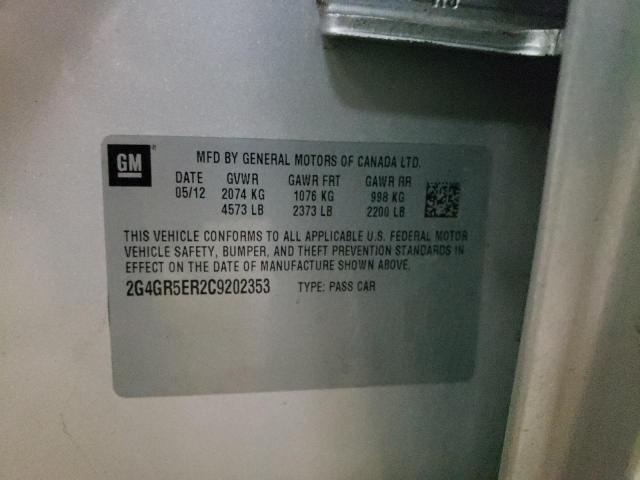 GM
MFD BY GENERAL MOTORS OF CANADA LTD.
DATE GVWR GAWR FRT GAWR RR
05/12 2074 KG 1076 KG 998 KG
4573 LB 2373 LB 2200 LB
THIS VEHICLE CONFORMS TO ALL APPLICABLE U.S. FEDERAL MOTOR
VEHICLE SAFETY, BUMPER, AND THEFT PREVENTION STANDARDS IN
EFFECT ON THE DATE OF MANUFACTURE SHOWN ABOVE.
2G4GR5ER2C9202353 TYPE: PASS CAR